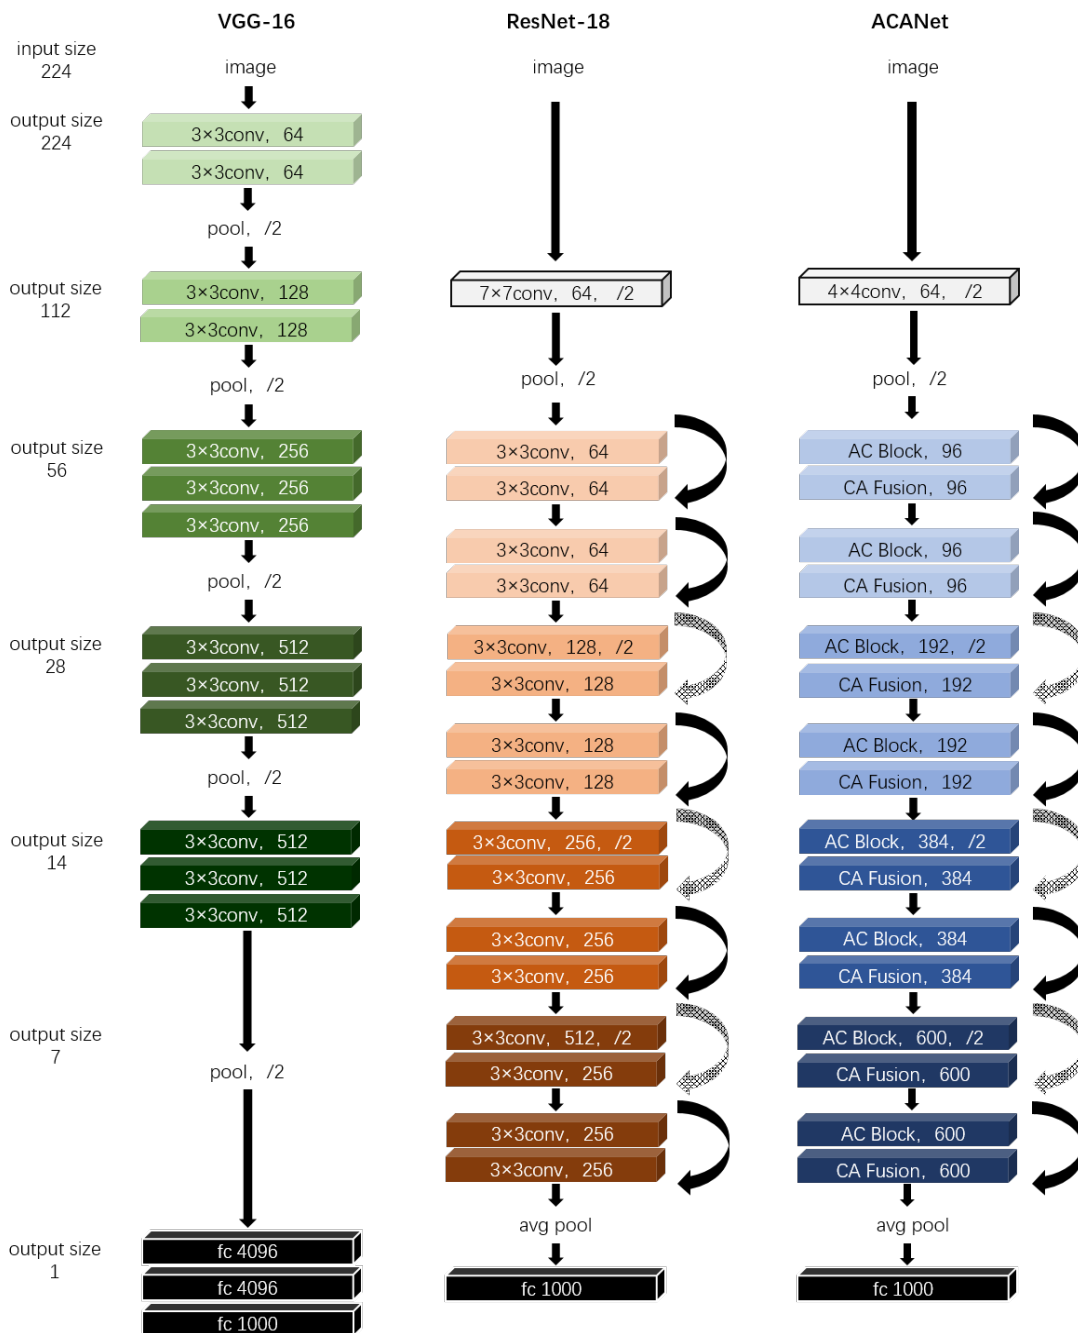 VGG-16
ResNet-18
ACANet
input size
224
image
image
image
output size
224
3×3conv, 64
3×3conv, 64
pool, /2
output size
112
3×3conv, 128
3×3conv, 128
7×7conv, 64, /2
4×4conv, 64, /2
pool, /2
pool, /2
pool, /2
output size
56
3×3conv, 256
3×3conv, 256
3×3conv, 256
3×3conv, 64
3×3conv, 64
AC Block, 96
CA Fusion, 96
3×3conv, 64
3×3conv, 64
AC Block, 96
CA Fusion, 96
pool, /2
output size
28
3×3conv, 512
3×3conv, 512
3×3conv, 512
3×3conv, 128, /2
3×3conv, 128
AC Block, 192, /2
CA Fusion, 192
3×3conv, 128
3×3conv, 128
AC Block, 192
CA Fusion, 192
pool, /2
output size
14
3×3conv, 512
3×3conv, 512
3×3conv, 512
3×3conv, 256, /2
3×3conv, 256
AC Block, 384, /2
CA Fusion, 384
3×3conv, 256
3×3conv, 256
AC Block, 384
CA Fusion, 384
output size
7
pool, /2
3×3conv, 512, /2
3×3conv, 256
AC Block, 600, /2
CA Fusion, 600
3×3conv, 256
3×3conv, 256
AC Block, 600
CA Fusion, 600
avg pool
avg pool
output size
1
fc 4096
fc 4096
fc 1000
fc 1000
fc 1000